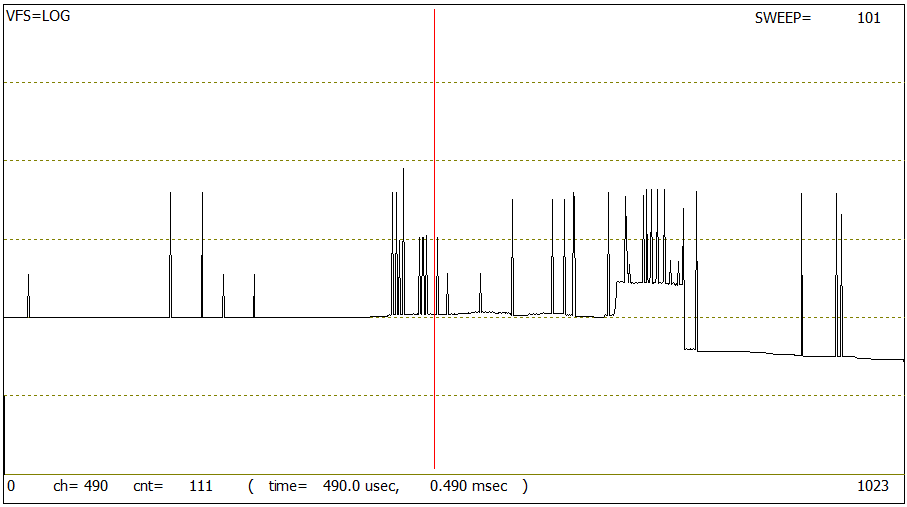 VFS=LOG SWEEP= 101
0 ch= 490 cnt= 111 ( time= 490.0 usec, 0.490 msec ) 1023